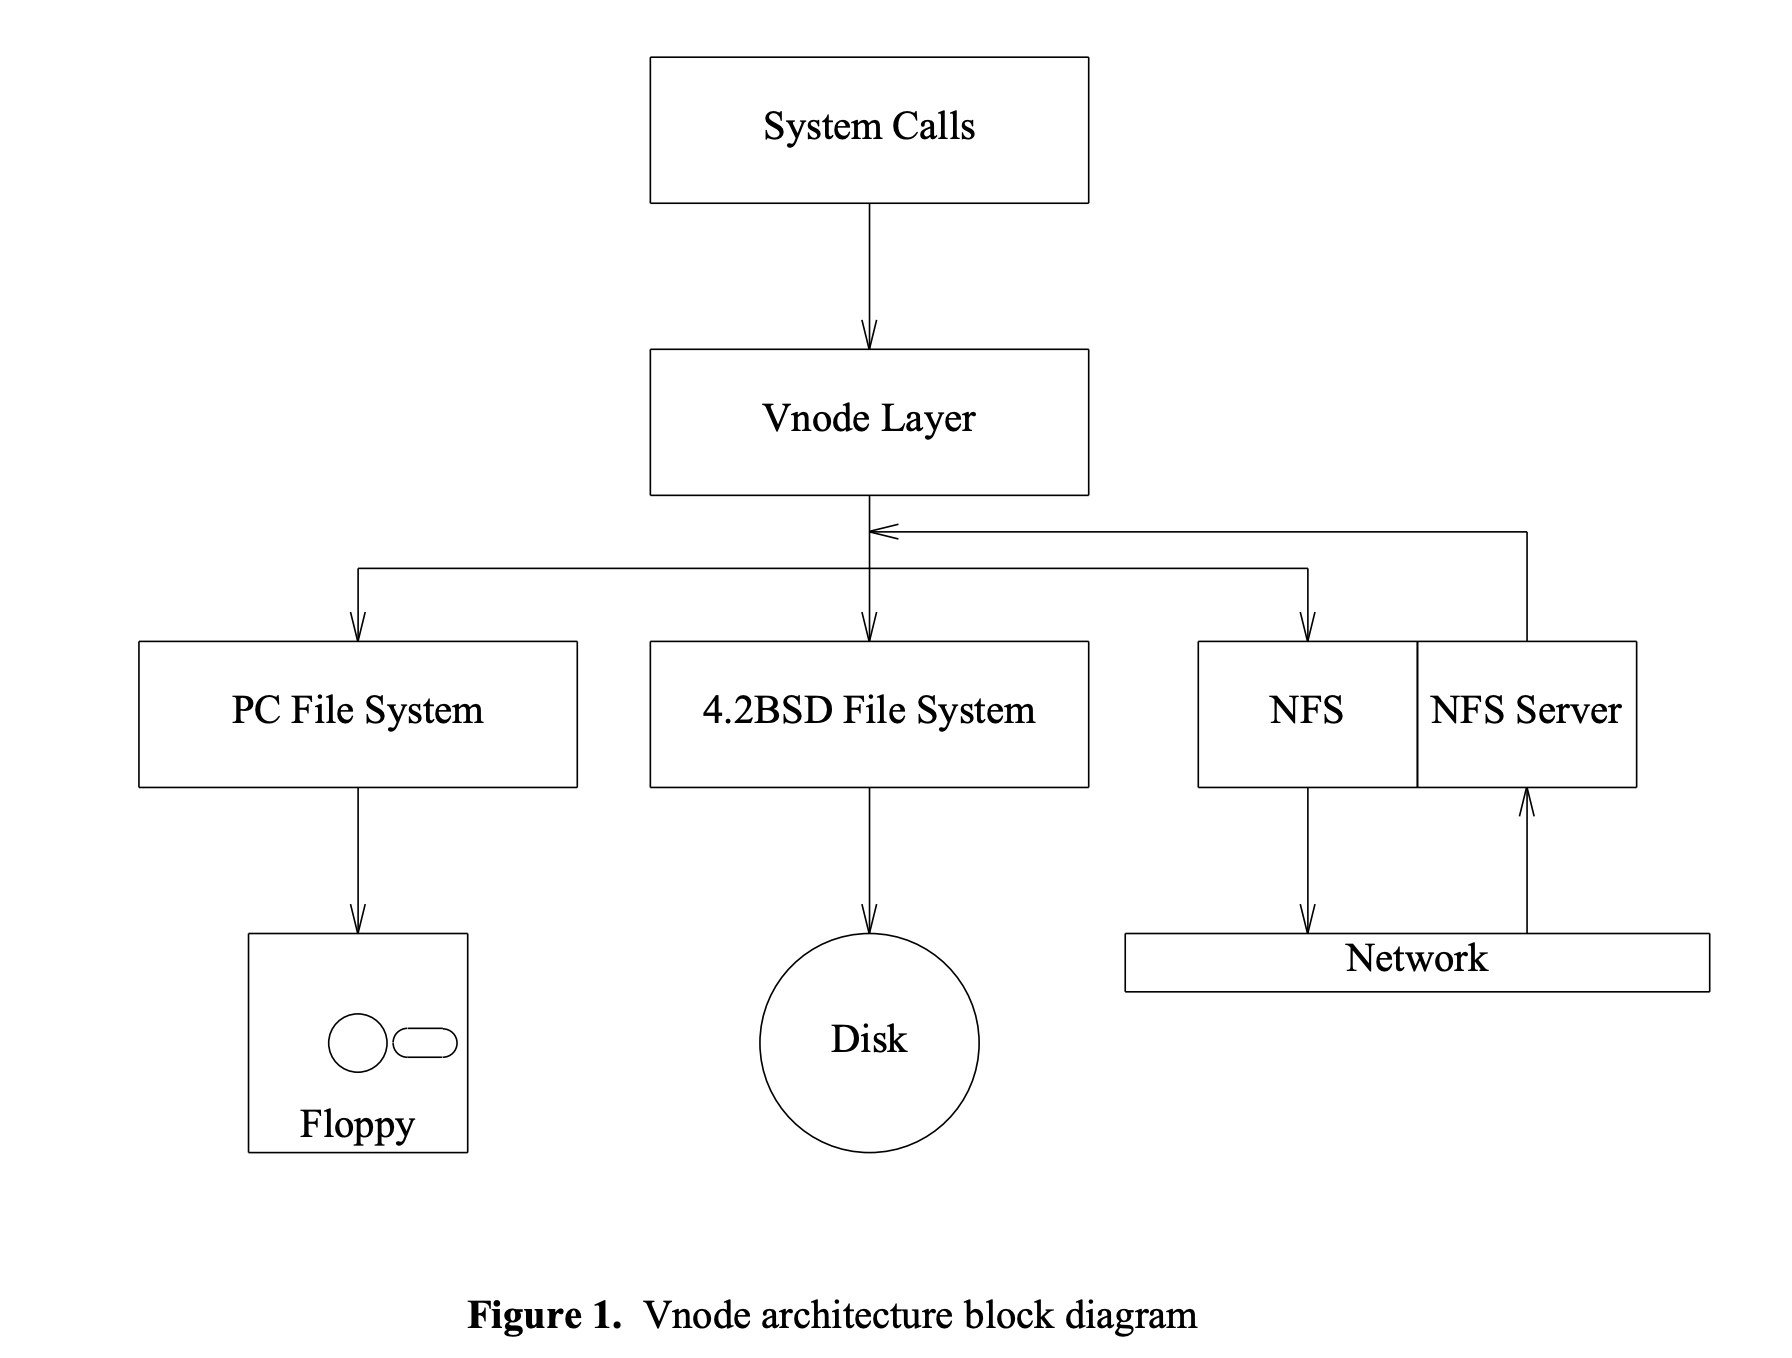 System Calls
Vnode Layer
PC File System
4.2BSD File System
NFS
NFS Server
Network
Disk
Floppy
Figure 1. Vnode architecture block diagram